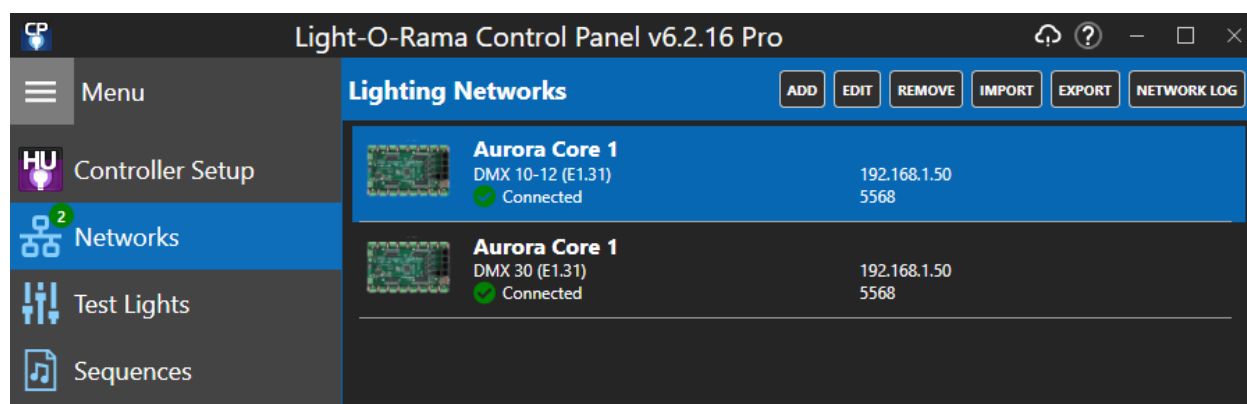 CP
Light-O-Rama Control Panel v6.2.16 Pro
?
Menu
Lighting Networks
ADD
EDIT
REMOVE
IMPORT
EXPORT
NETWORK LOG
HU
Controller Setup
2
Networks
Test Lights
Sequences
Aurora Core 1
DMX 10-12 (E1.31)
192.168.1.50
Connected
5568
Aurora Core 1
DMX 30 (E1.31)
192.168.1.50
Connected
5568